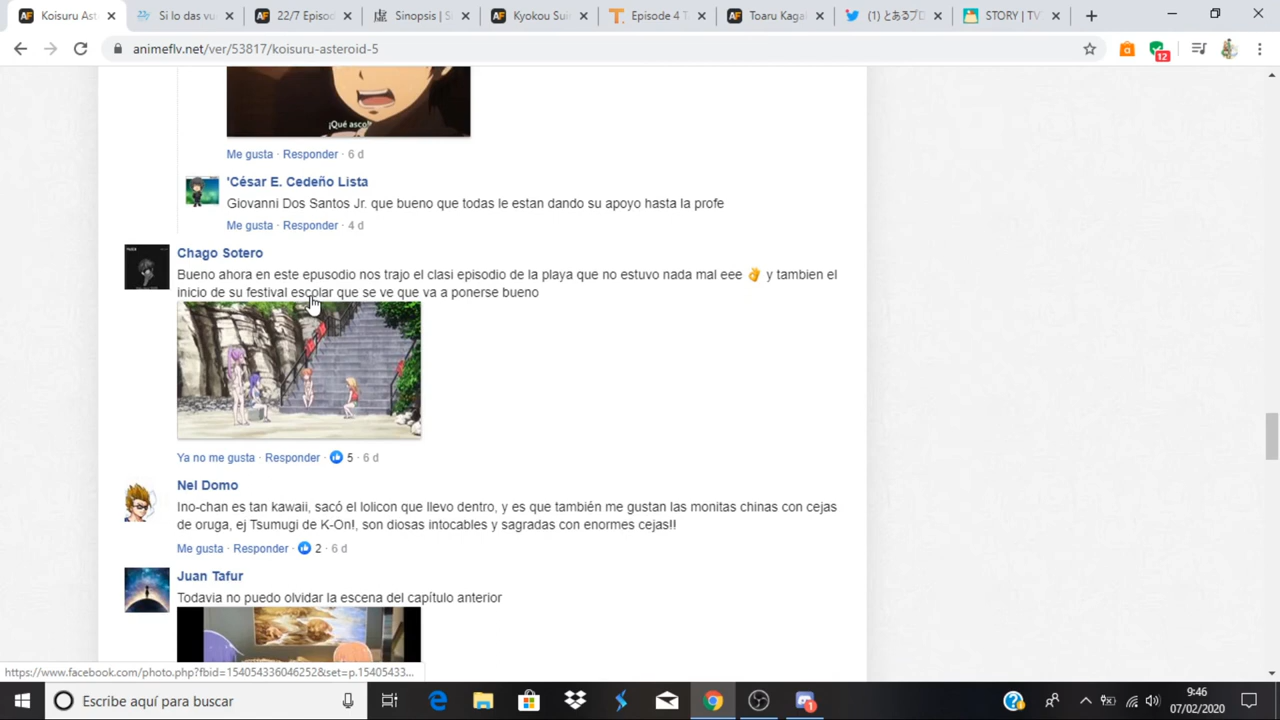 Koisuru Ast
Si lo das vu
22/7 Episod
Sinopsis | S
Kyokou Sui
Episode 4 T
Toaru Kaga
(1) とあるプロ
STORY | TV
animeflv.net/ver/53817/koisuru-asteroid-5
12
¡Qué asco!
Me gusta · Responder · 6 d
'César E. Cedeño Lista
Giovanni Dos Santos Jr. que bueno que todas le estan dando su apoyo hasta la profe
Me gusta · Responder · 4 d
Chago Sotero
Bueno ahora en este epusodio nos trajo el clasi episodio de la playa que no estuvo nada mal eee 👌 y tambien el
inicio de su festival escolar que se ve que va a ponerse bueno
Ya no me gusta · Responder · 5 · 6 d
Nel Domo
Ino-chan es tan kawaii, sacó el lolicon que llevo dentro, y es que también me gustan las monitas chinas con cejas
de oruga, ej Tsumugi de K-On!, son diosas intocables y sagradas con enormes cejas!!
Me gusta · Responder · 2 · 6 d
Juan Tafur
Todavia no puedo olvidar la escena del capítulo anterior
https://www.facebook.com/photo.php?fbid=154054336046252&set=p.15405433...
Escribe aquí para buscar
9:46
07/02/2020